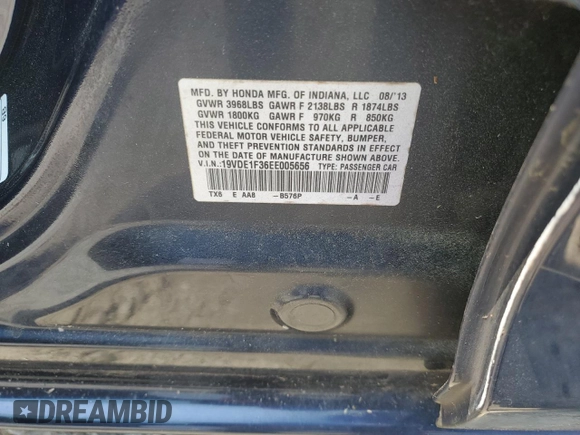 MFD. BY HONDA MFG. OF INDIANA, LLC 08/'13
GVWR 3968LBS GAWR F 2138LBS R 1874LBS
GVWR 1800KG GAWR F 970KG R 850KG
THIS VEHICLE CONFORMS TO ALL APPLICABLE
FEDERAL MOTOR VEHICLE SAFETY, BUMPER,
AND THEFT PREVENTION STANDARDS IN EFFECT
ON THE DATE OF MANUFACTURE SHOWN ABOVE.
V.I.N.:19VDE1F36EE005656 TYPE: PASSENGER CAR
TX6 E AAB -B576P -A -E
DREAMBID